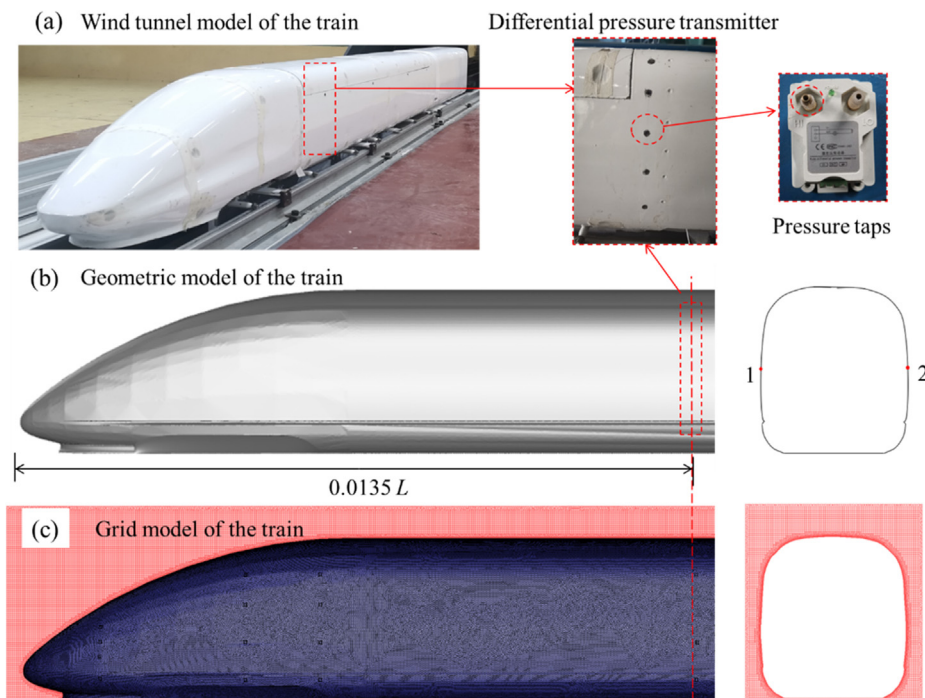 (a) Wind tunnel model of the train
Differential pressure transmitter
Pressure taps
(b) Geometric model of the train
1
2
0.0135 L
(c) Grid model of the train